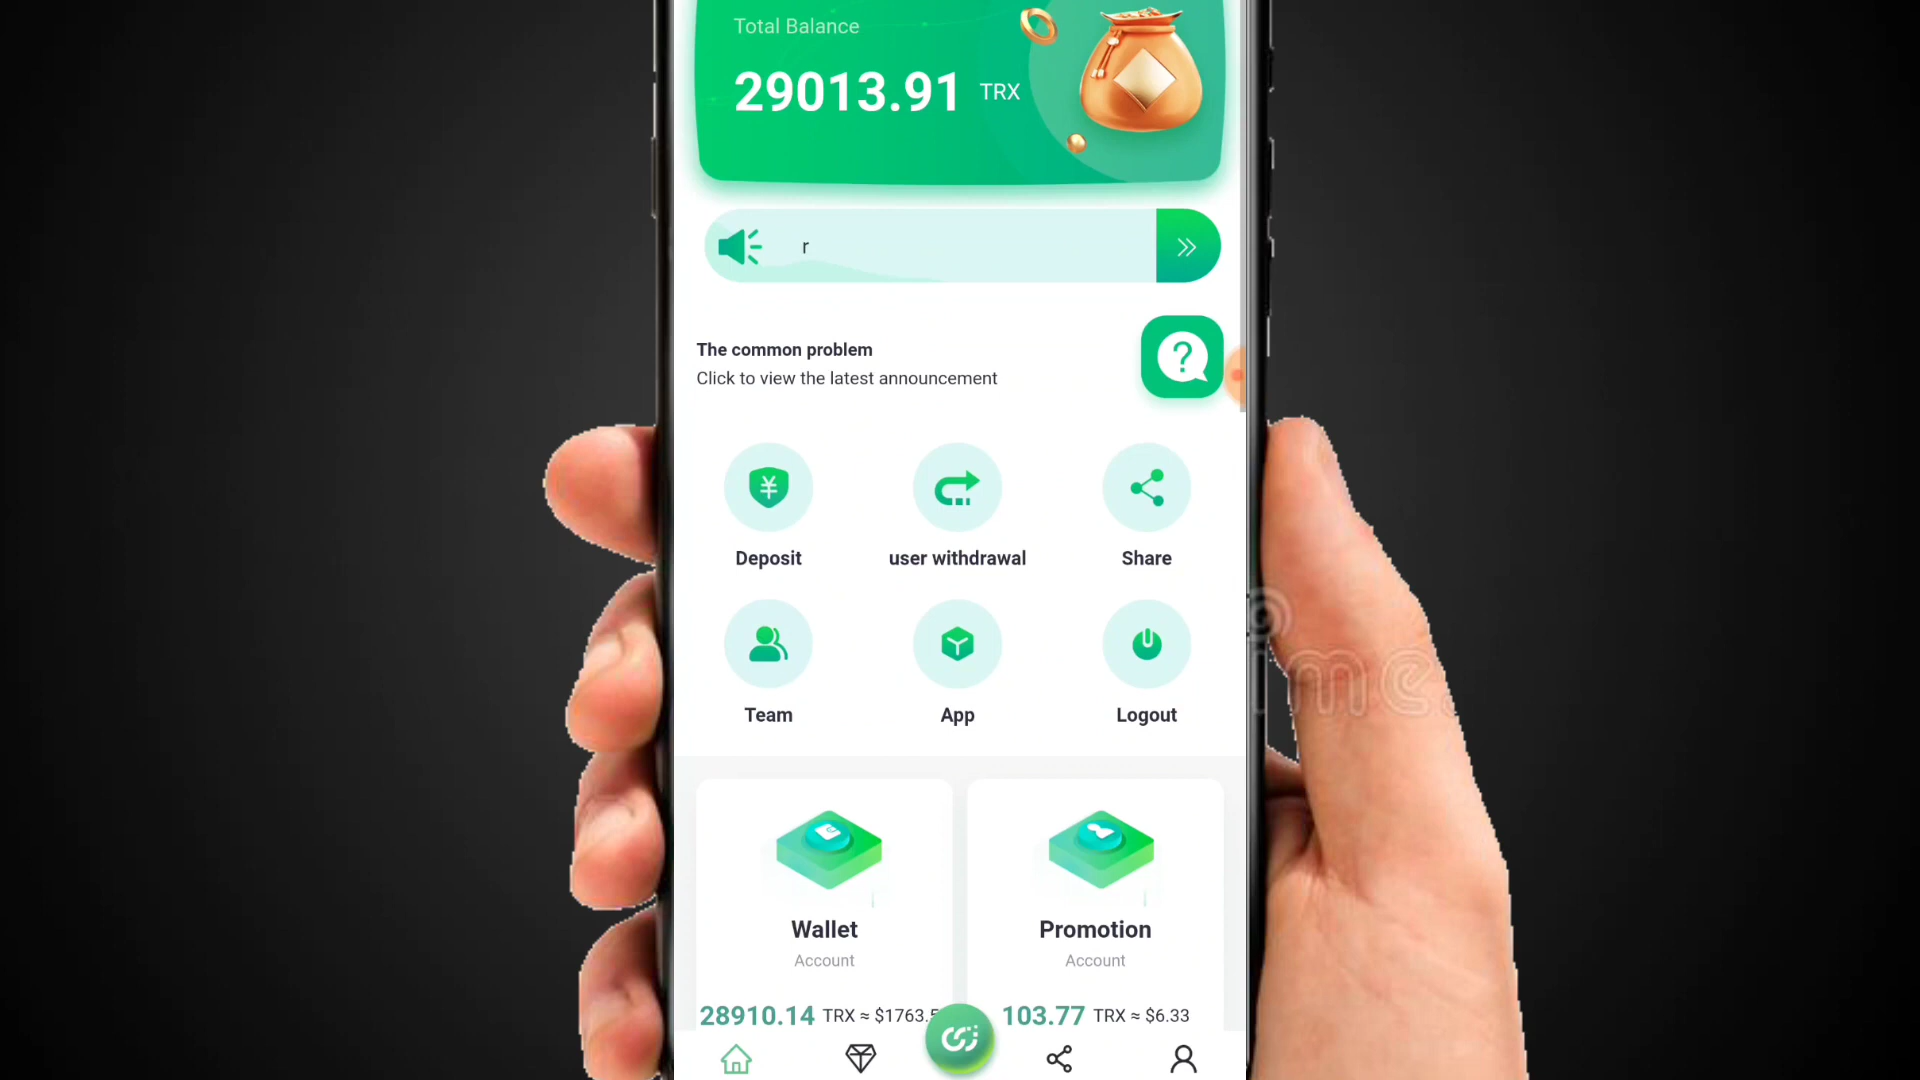 Total Balance
29013.91 TRX
r
The common problem
Click to view the latest announcement
Deposit
user withdrawal
Share
Team
App
Logout
Wallet
Promotion
Account
Account
28910.14 TRX ≈ $1763.5
103.77 TRX ≈ $6.33